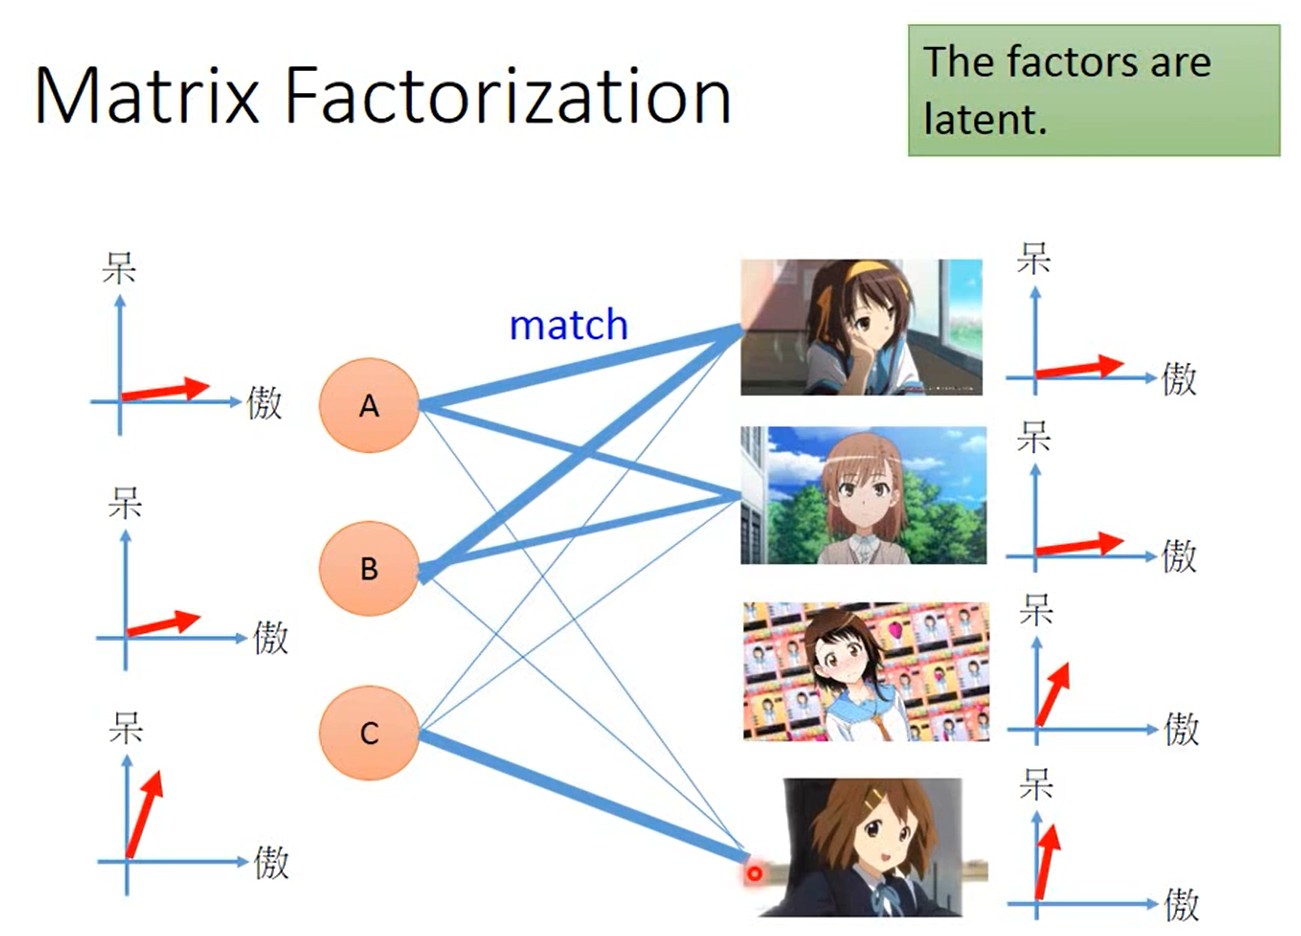 Matrix Factorization
The factors are
latent.
呆
傲
呆
傲
呆
傲
match
A
B
C
呆
傲
呆
傲
呆
傲
呆
傲